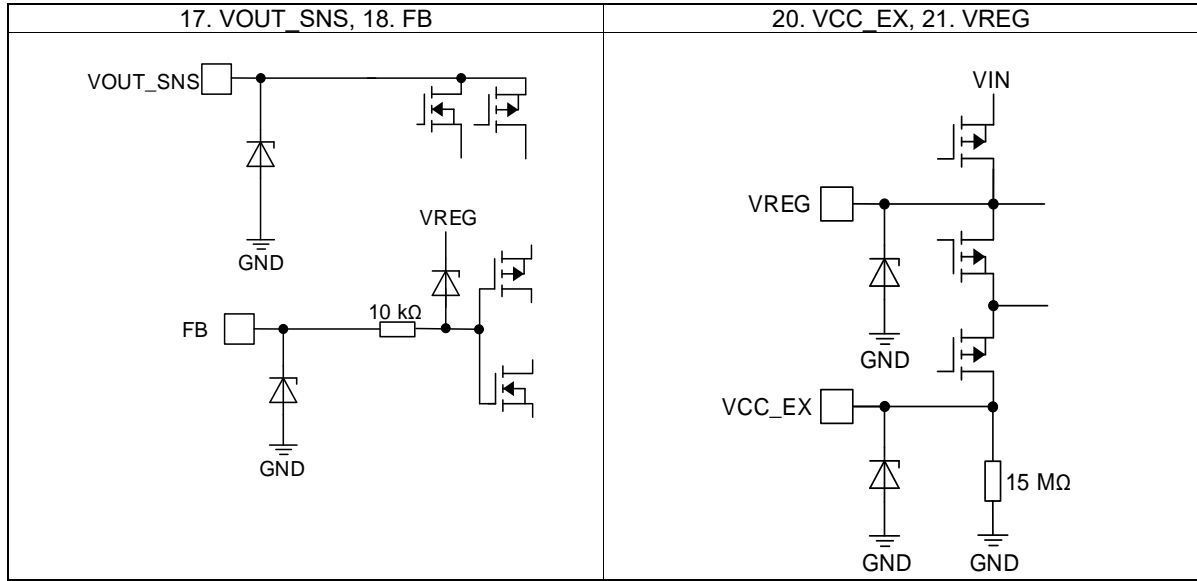 17. VOUT_SNS, 18. FB
20. VCC_EX, 21. VREG
VOUT_SNS
GND
VREG
10 kΩ
FB
GND
VIN
VREG
GND
VCC_EX
15 MΩ
GND
GND